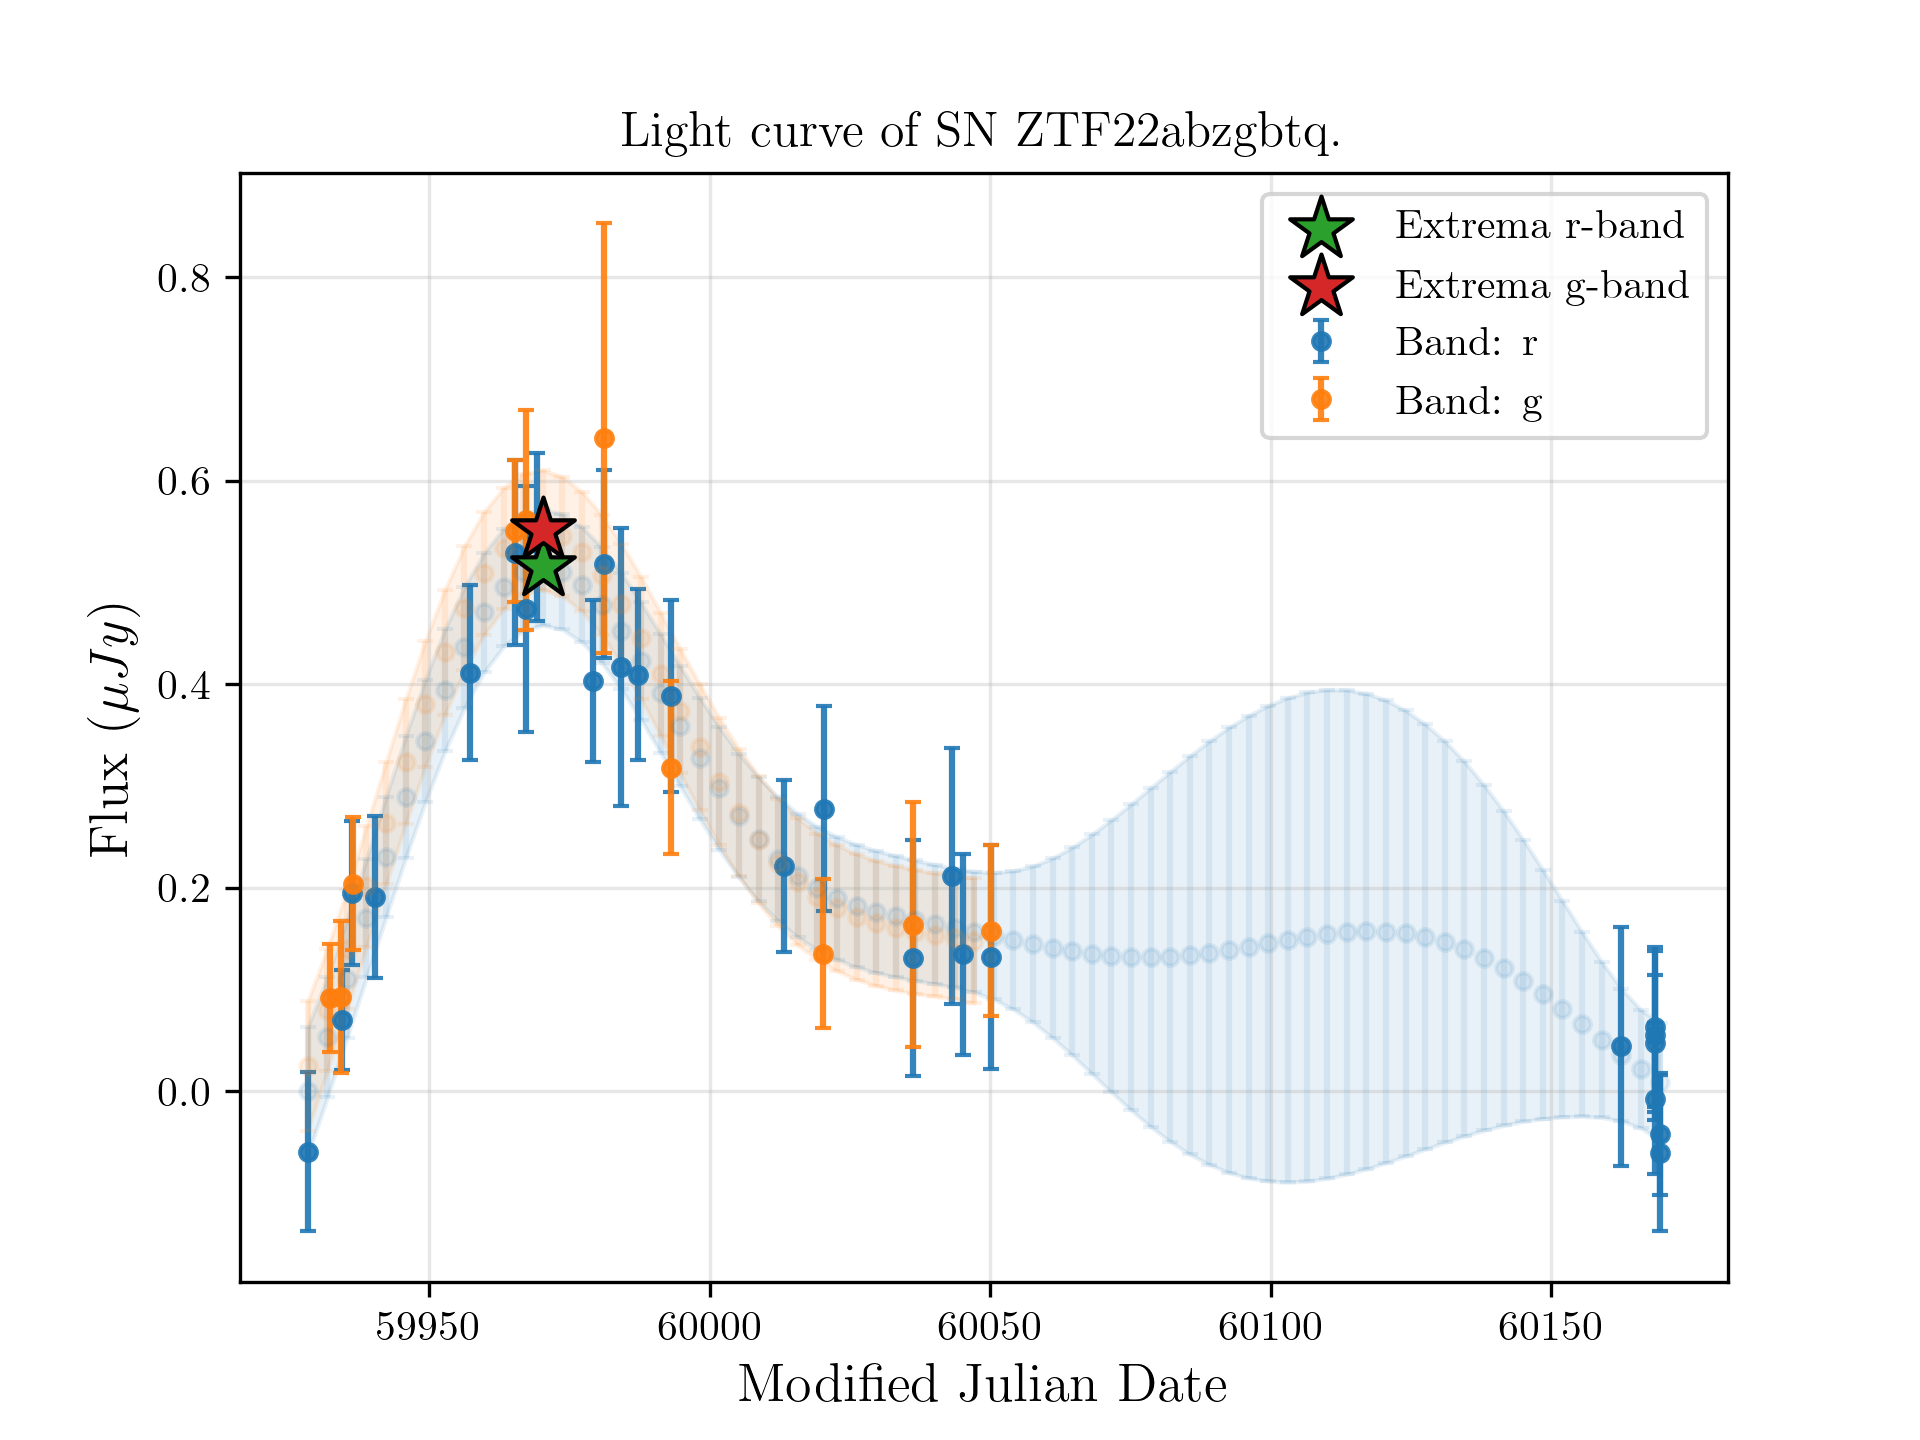 Light curve of SN ZTF22abzgbtq.
Extrema r-band
Extrema g-band
Band: r
Band: g
0.8
0.6
0.4
0.2
0.0
Flux (μJy)
59950 60000 60050 60100 60150
Modified Julian Date